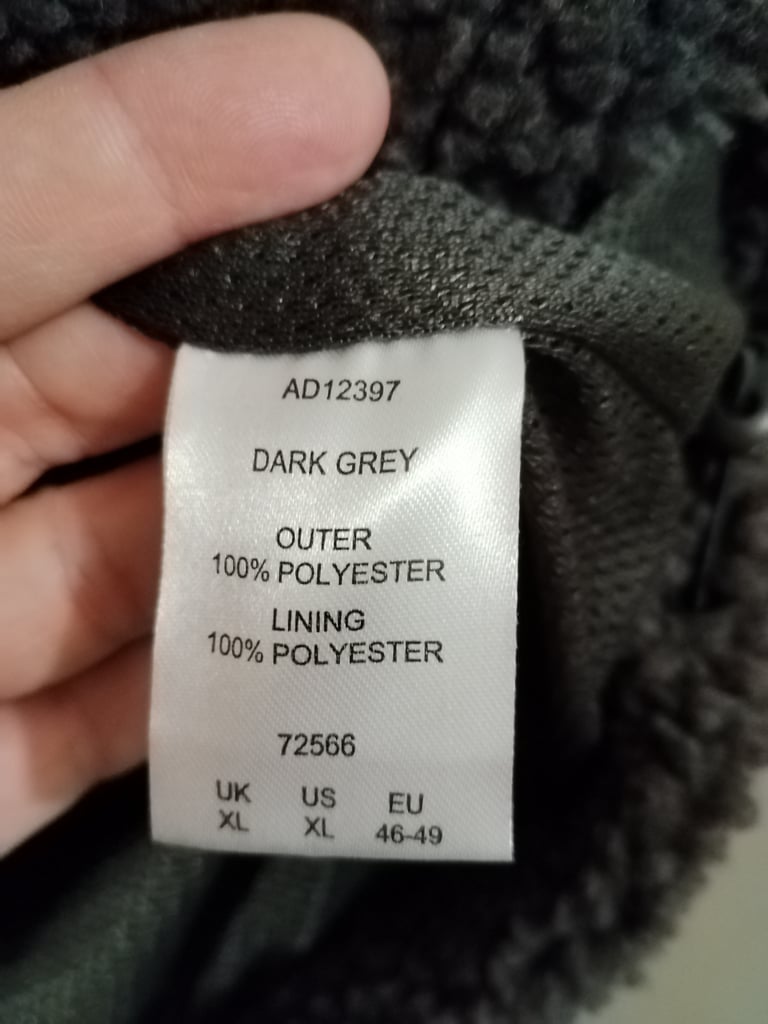 AD12397
DARK GREY
OUTER
100% POLYESTER
LINING
100% POLYESTER
72566
UK US EU
XL XL 46-49